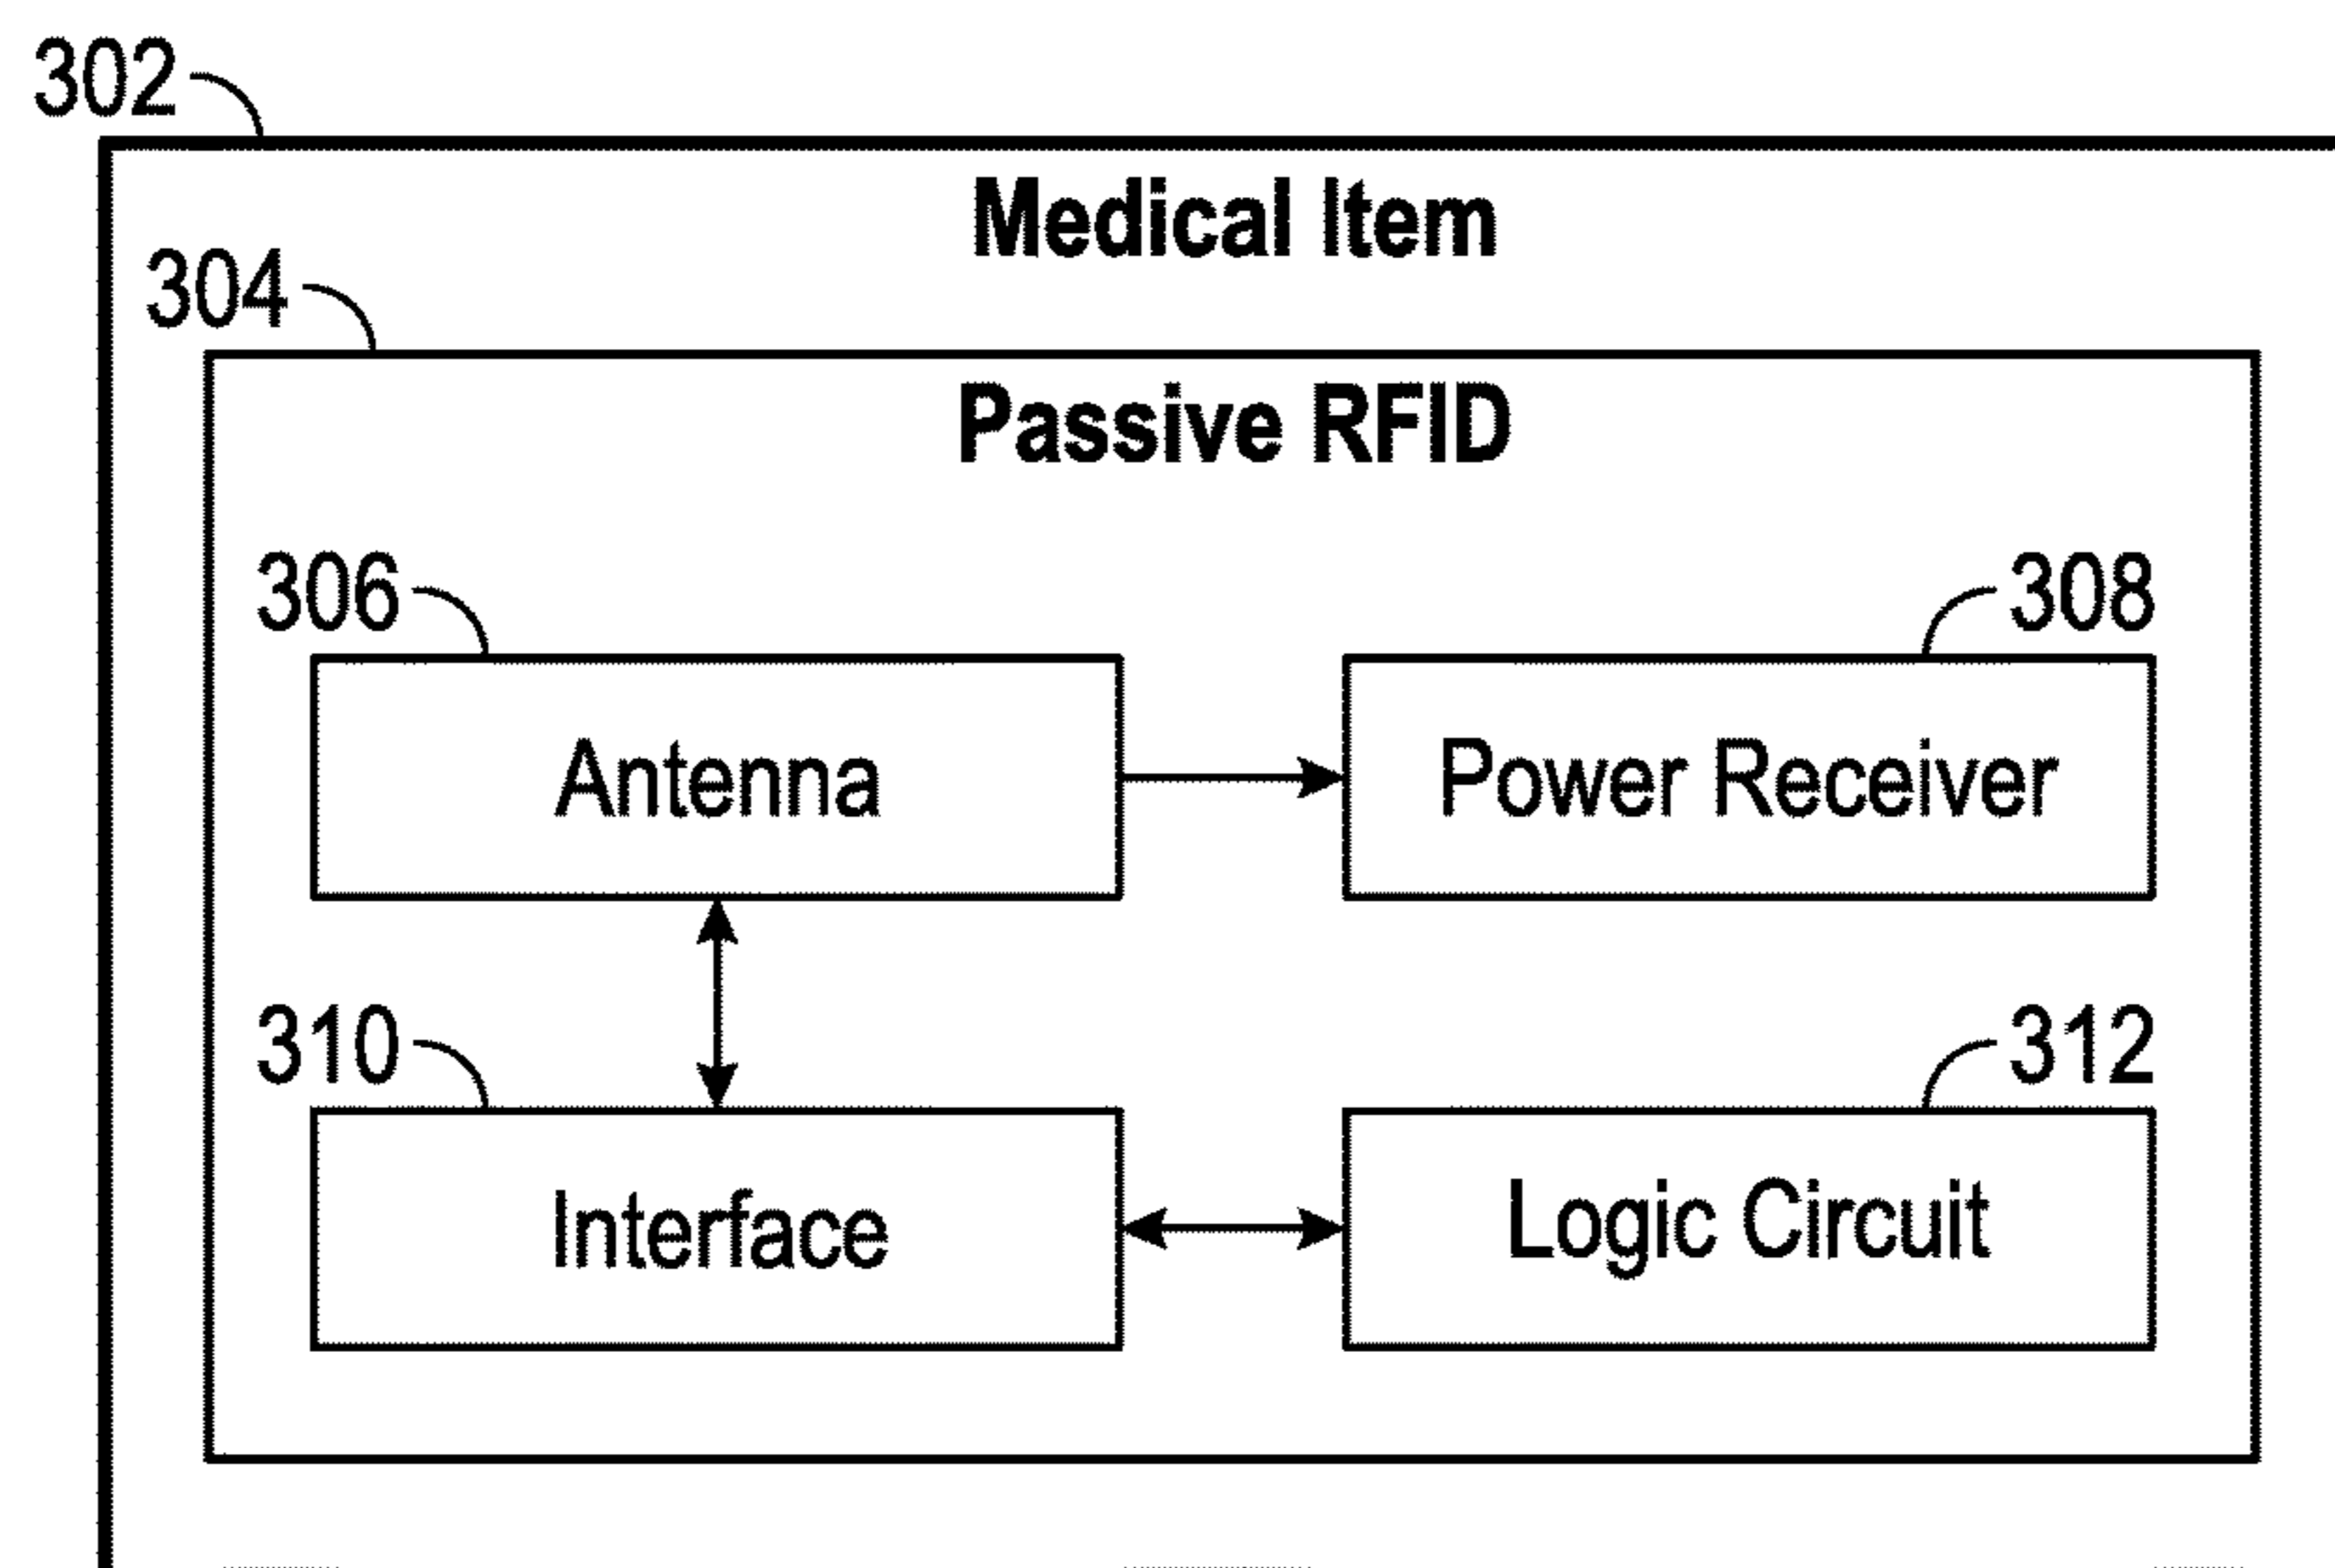 302
Medical Item
304
Passive RFID
306
308
Antenna
Power Receiver
310
312
Interface
Logic Circuit